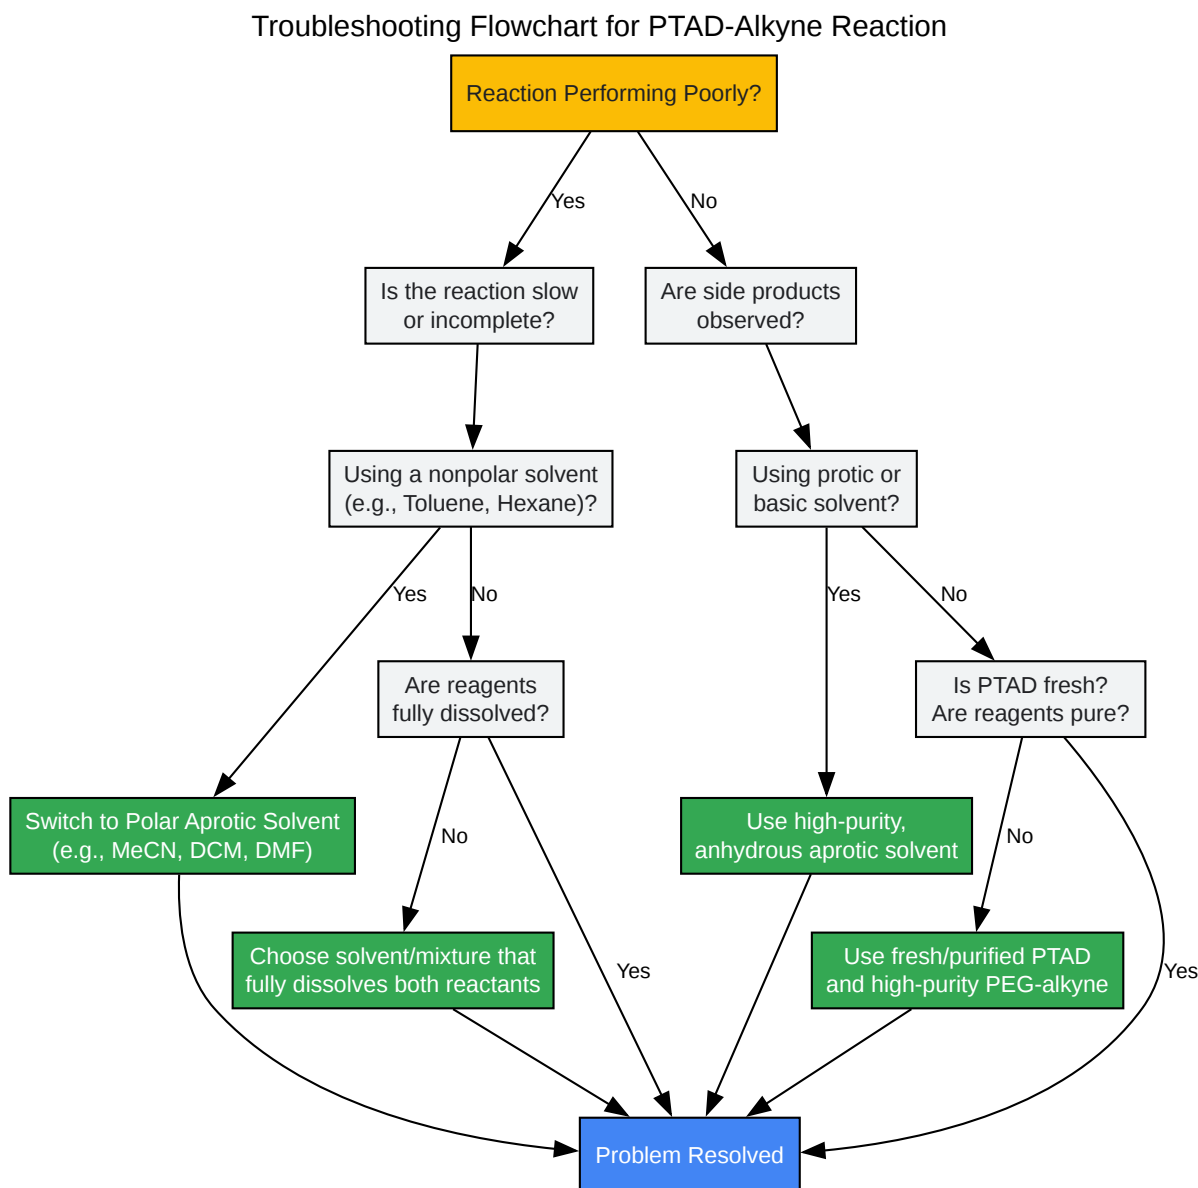 Troubleshooting Flowchart for PTAD-Alkyne Reaction
Reaction Performing Poorly?
Yes
No
Is the reaction slow
or incomplete?
Are side products
observed?
Using a nonpolar solvent
(e.g., Toluene, Hexane)?
Using protic or
basic solvent?
Yes
No
Yes
No
Are reagents
fully dissolved?
Is PTAD fresh?
Are reagents pure?
Switch to Polar Aprotic Solvent
(e.g., MeCN, DCM, DMF)
Use high-purity,
anhydrous aprotic solvent
No
No
Choose solvent/mixture that
fully dissolves both reactants
Yes
Use fresh/purified PTAD
and high-purity PEG-alkyne
Yes
Problem Resolved